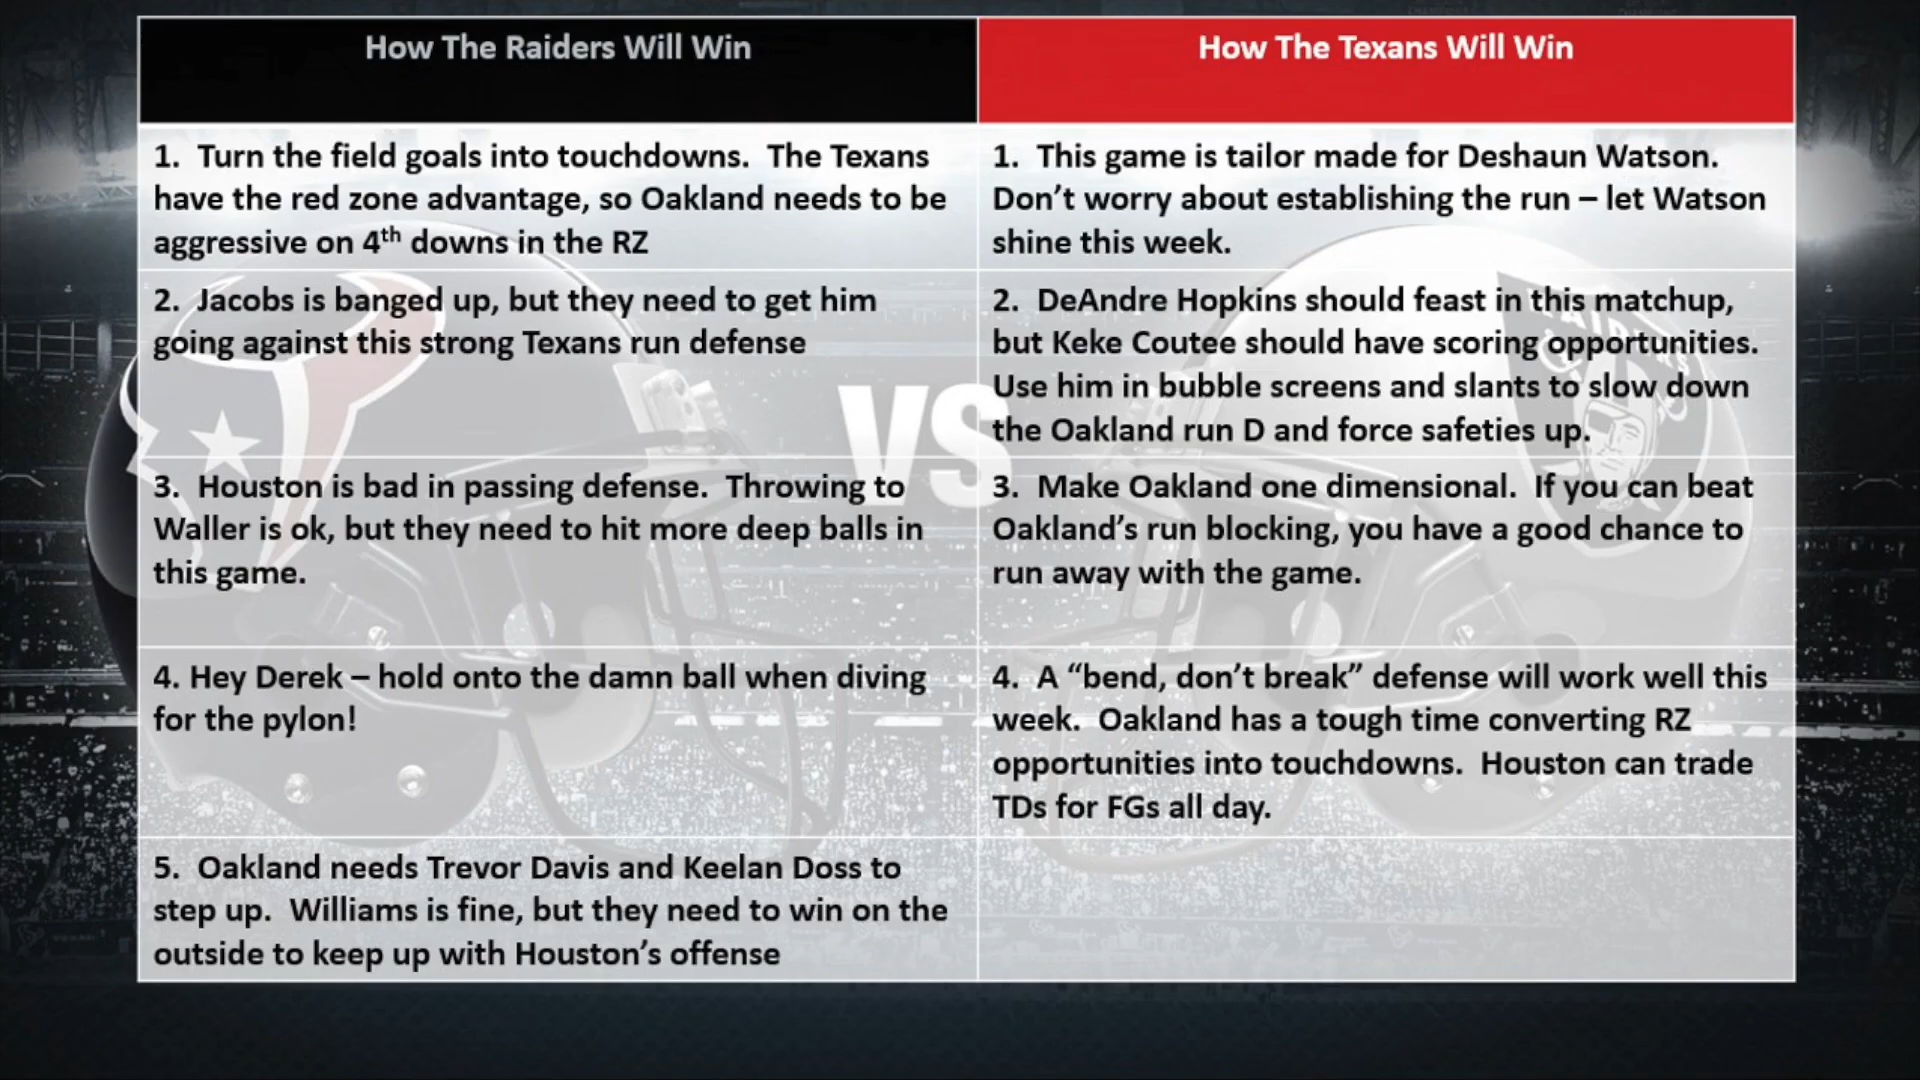 How The Raiders Will Win
How The Texans Will Win
1.  Turn the field goals into touchdowns.  The Texans
have the red zone advantage, so Oakland needs to be
aggressive on 4th downs in the RZ
1.  This game is tailor made for Deshaun Watson.
Don't worry about establishing the run – let Watson
shine this week.
2.  Jacobs is banged up, but they need to get him
going against this strong Texans run defense
2.  DeAndre Hopkins should feast in this matchup,
but Keke Coutee should have scoring opportunities.
Use him in bubble screens and slants to slow down
the Oakland run D and force safeties up.
VS
3.  Houston is bad in passing defense.  Throwing to
Waller is ok, but they need to hit more deep balls in
this game.
3.  Make Oakland one dimensional.  If you can beat
Oakland's run blocking, you have a good chance to
run away with the game.
4. Hey Derek – hold onto the damn ball when diving
for the pylon!
4.  A “bend, don't break” defense will work well this
week.  Oakland has a tough time converting RZ
opportunities into touchdowns.  Houston can trade
TDs for FGs all day.
5.  Oakland needs Trevor Davis and Keelan Doss to
step up.  Williams is fine, but they need to win on the
outside to keep up with Houston's offense